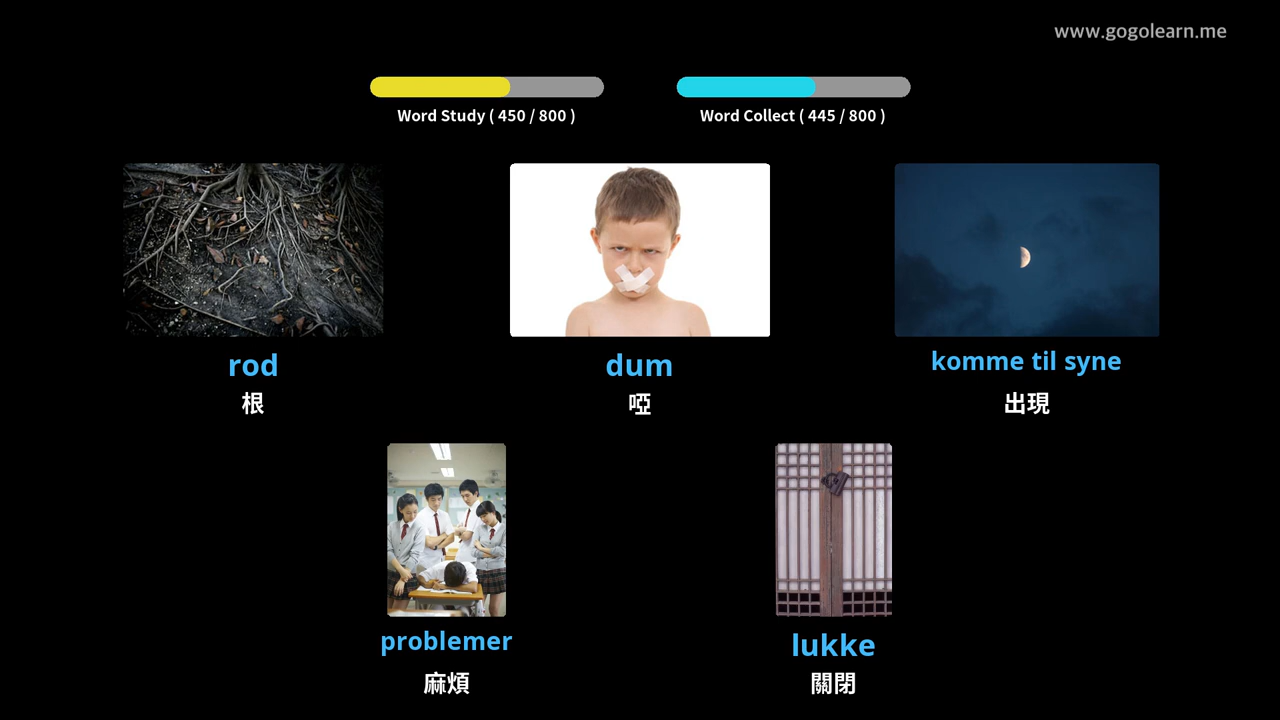 www.gogolearn.me
Word Study ( 450 / 800 )
Word Collect ( 445 / 800 )
rod
根
dum
啞
komme til syne
出現
problemer
麻煩
lukke
關閉